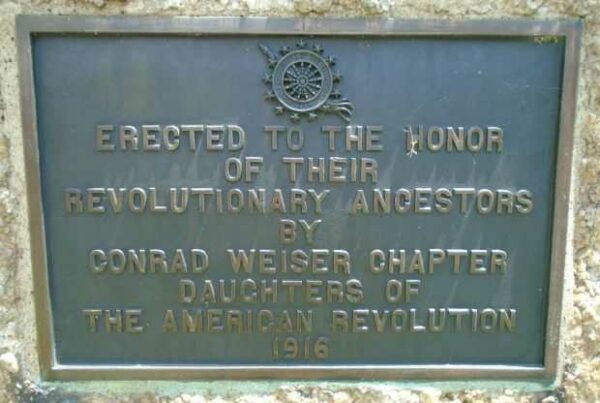 ERECTED TO THE HONOR
OF THEIR
REVOLUTIONARY ANCESTORS
BY
CONRAD WEISER CHAPTER
DAUGHTERS OF
THE AMERICAN REVOLUTION
1916